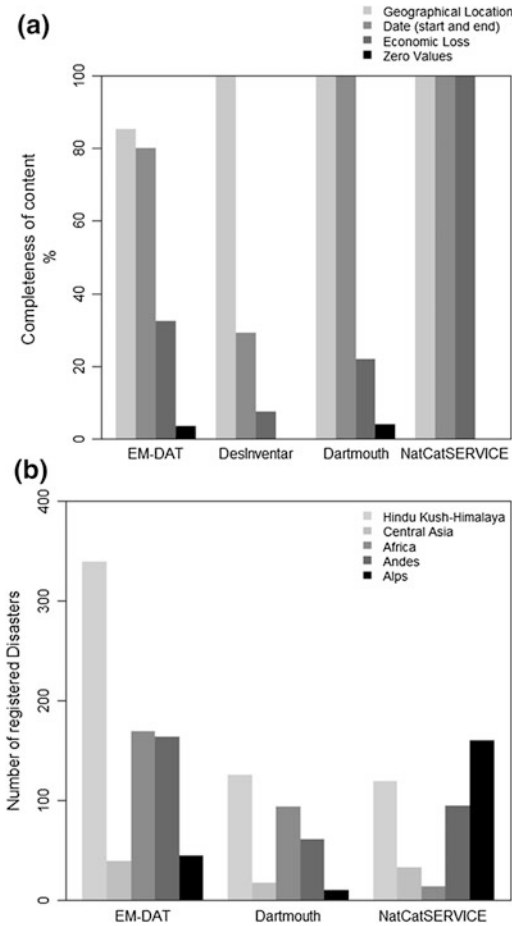 (a)
Geographical Location
Date (start and end)
Economic Loss
Zero Values
Completeness of content
%
100
80
60
40
20
0
EM-DAT
DesInventar
Dartmouth
NatCatSERVICE
(b)
Hindu Kush-Himalaya
Central Asia
Africa
Andes
Alps
Number of registered Disasters
400
300
200
100
0
EM-DAT
Dartmouth
NatCatSERVICE